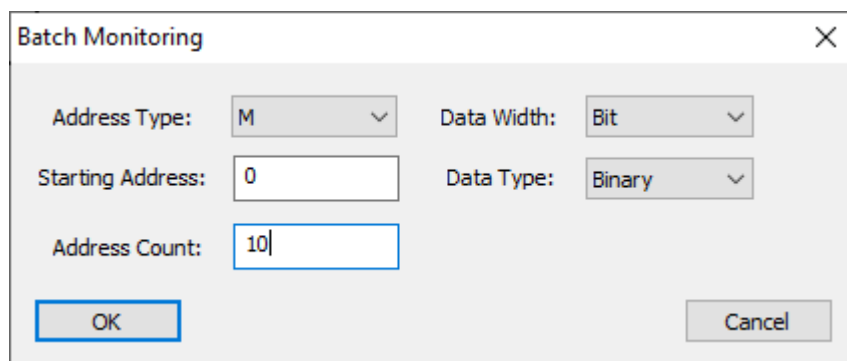 Batch Monitoring
Address Type: M Data Width: Bit
Starting Address: 0 Data Type: Binary
Address Count: 10
OK Cancel